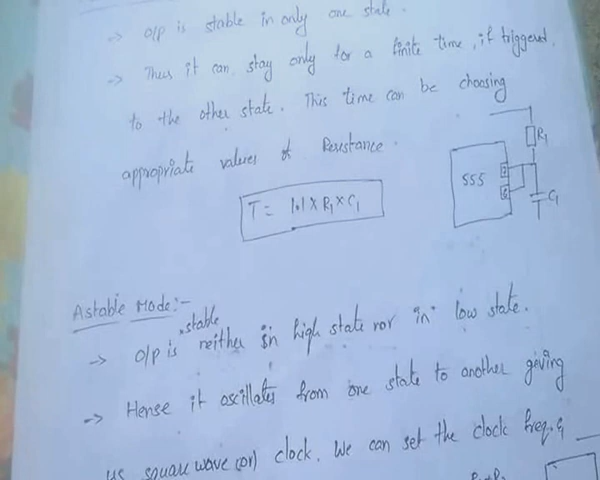 -> O/P is stable in only one state.
-> Thus it can stay only for a finite time, if triggered
to the other state. This time can be choosing
appropriate values of Resistance.
R1
555
C1
T = 1.1 X R1 X C1
Astable Mode:-
-> O/P is stable neither in high state nor in low state.
-> Hense it oscillates from one state to another giving
us square wave (or) clock. We can set the clock freq. &